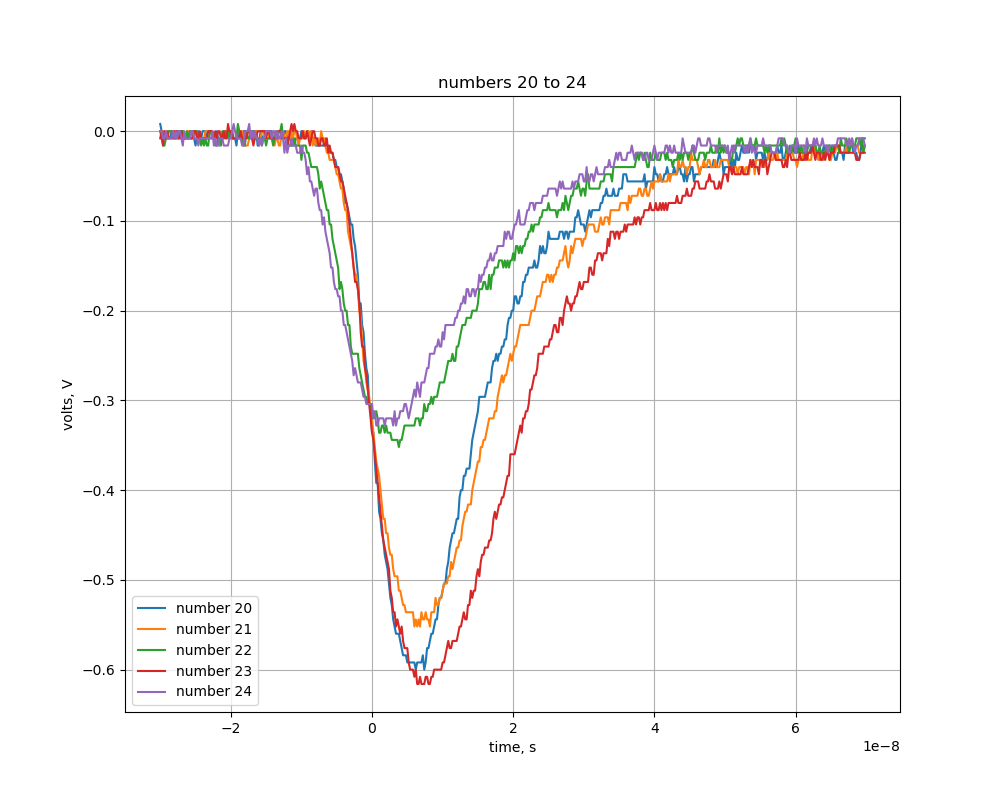 numbers 20 to 24
0.0
−0.1
−0.2
−0.3
−0.4
−0.5
−0.6
volts, V
number 20
number 21
number 22
number 23
number 24
−2
0
2
4
6
time, s
1e−8